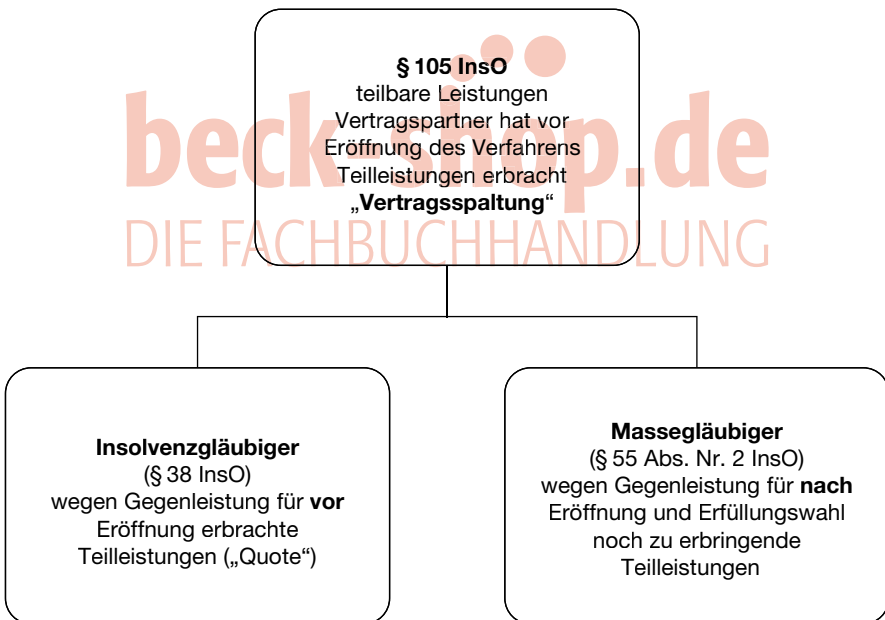 § 105 InsO
teilbare Leistungen
Vertragspartner hat vor
Eröffnung des Verfahrens
Teilleistungen erbracht
„Vertragsspaltung“
beck-shop.de
DIE FACHBUCHHANDLUNG
Insolvenzgläubiger
(§ 38 InsO)
wegen Gegenleistung für vor
Eröffnung erbrachte
Teilleistungen („Quote“)
Massegläubiger
(§ 55 Abs. Nr. 2 InsO)
wegen Gegenleistung für nach
Eröffnung und Erfüllungswahl
noch zu erbringende
Teilleistungen